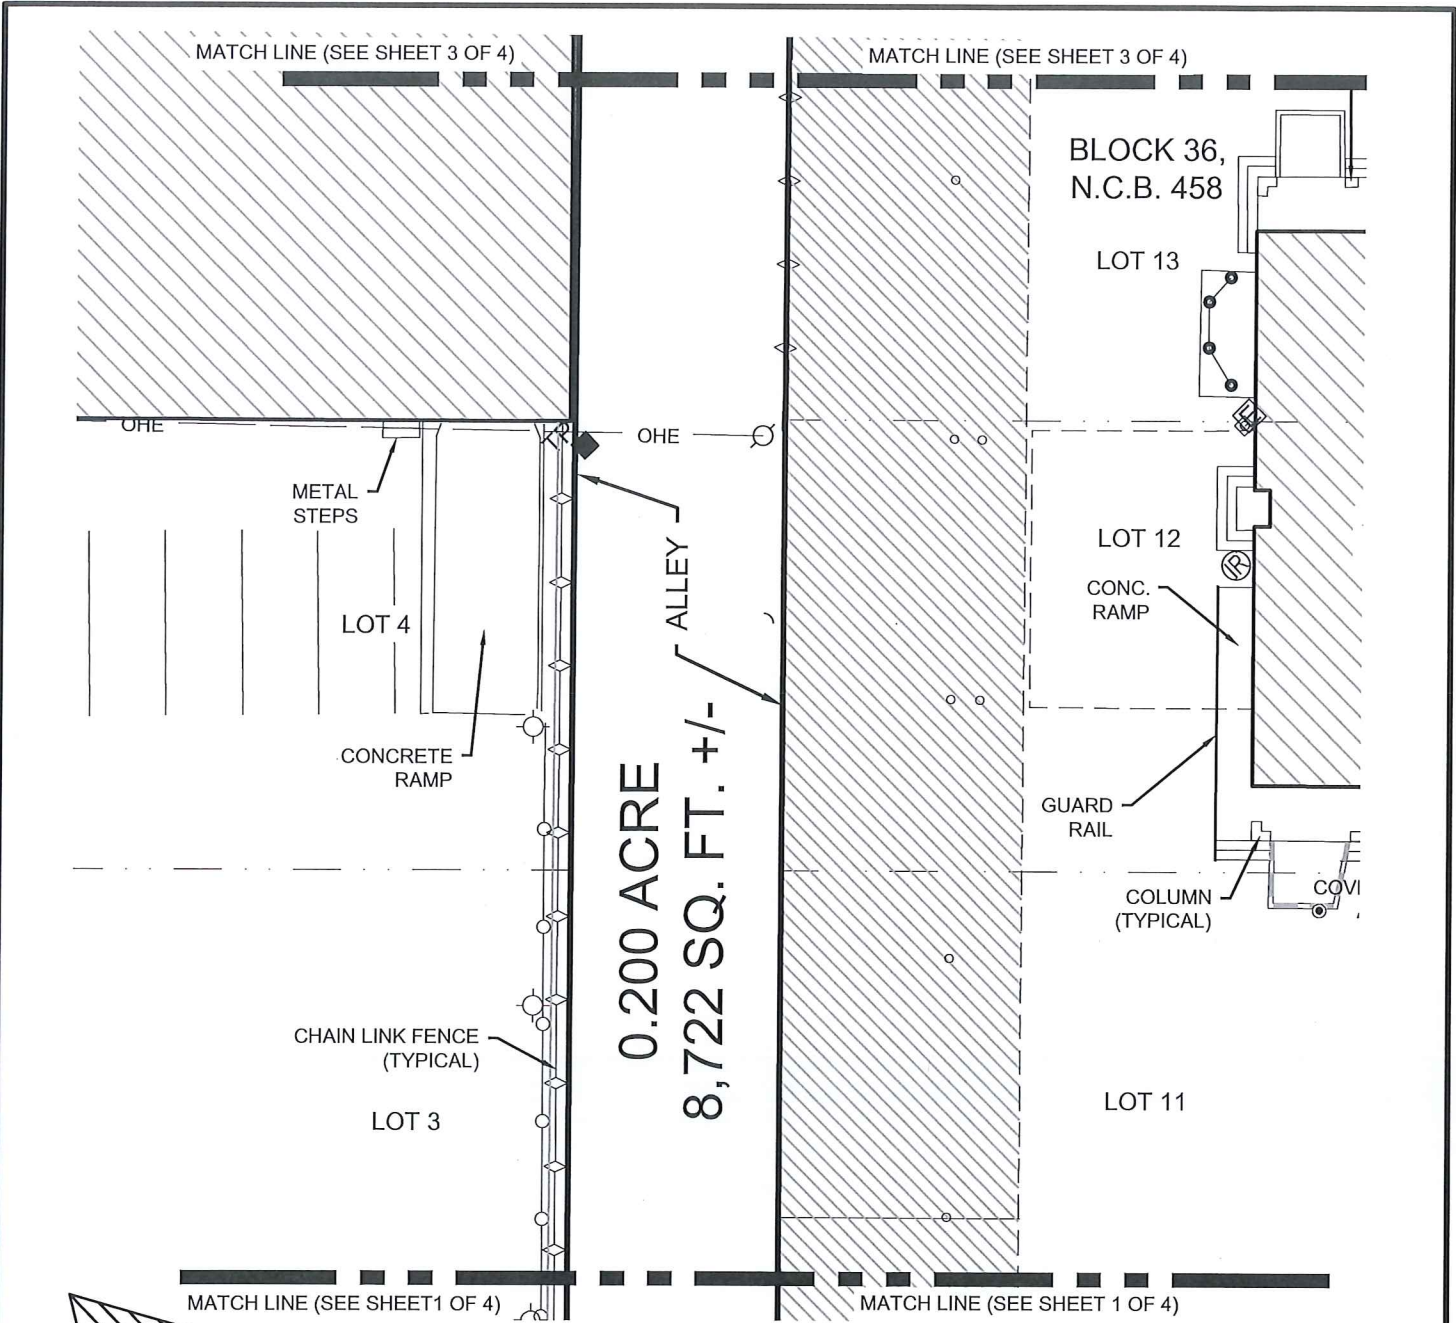 MATCH LINE (SEE SHEET 3 OF 4)
MATCH LINE (SEE SHEET 3 OF 4)
BLOCK 36,
N.C.B. 458
LOT 13
OHE
OHE
METAL
STEPS
ALLEY
LOT 12
CONC.
RAMP
LOT 4
CONCRETE
RAMP
0.200 ACRE
8,722 SQ. FT. +/-
GUARD
RAIL
COLUMN
(TYPICAL)
COVI
CHAIN LINK FENCE
(TYPICAL)
LOT 3
LOT 11
MATCH LINE (SEE SHEET1 OF 4)
MATCH LINE (SEE SHEET 1 OF 4)